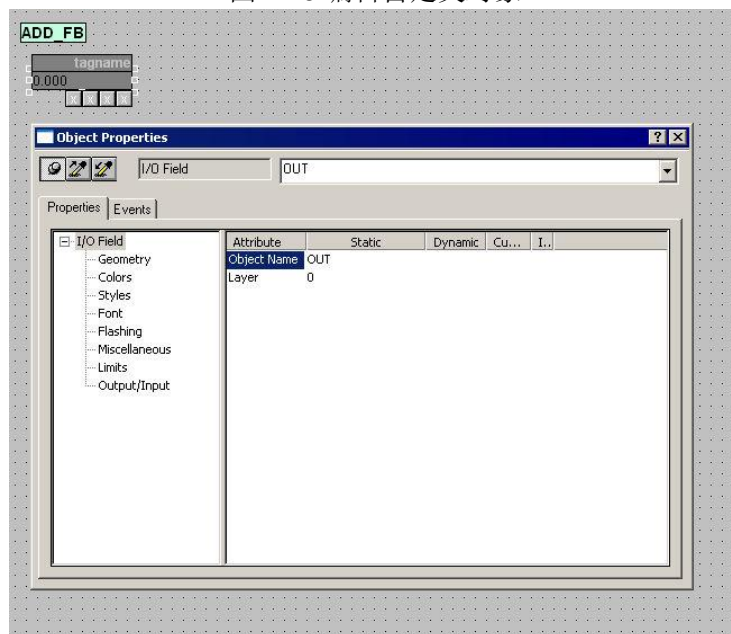 ADD_FB
tagname
0.000
x x x x
Object Properties
I/O Field
OUT
Properties
Events
I/O Field
Geometry
Colors
Styles
Font
Flashing
Miscellaneous
Limits
Output/Input
Attribute Static Dynamic Cu... I..
Object Name OUT
Layer 0